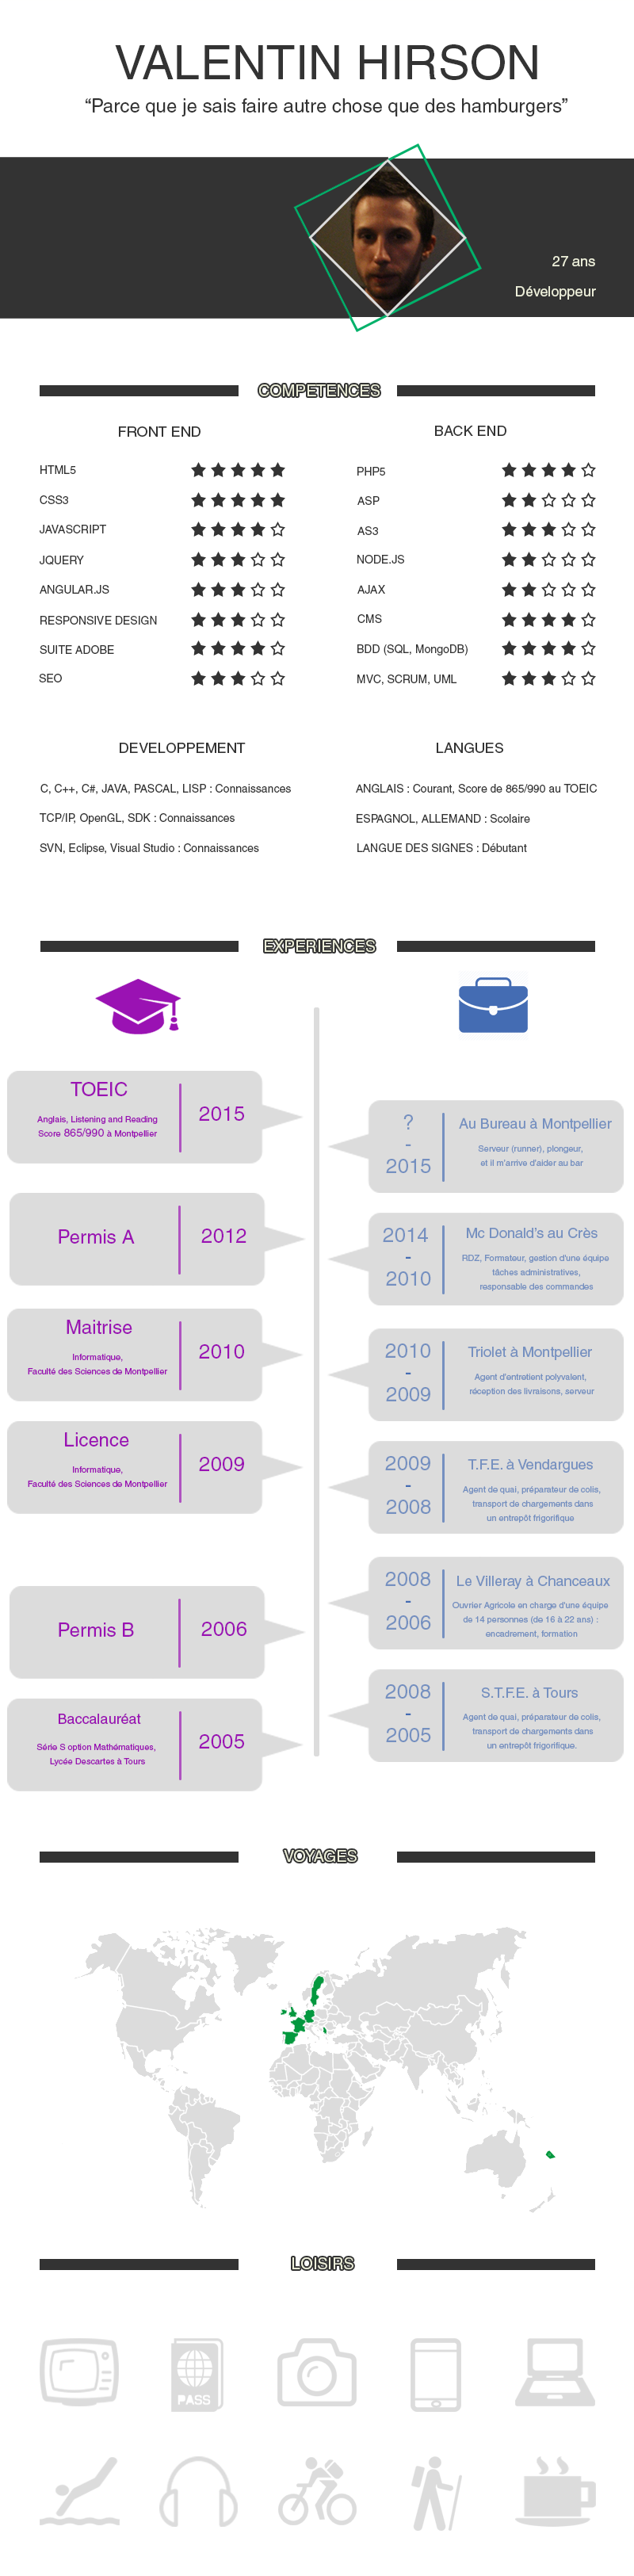 VALENTIN HIRSON
“Parce que je sais faire autre chose que des hamburgers”
27 ans
Développeur
COMPETENCES
FRONT END
HTML5
CSS3
JAVASCRIPT
JQUERY
ANGULAR.JS
RESPONSIVE DESIGN
SUITE ADOBE
SEO
BACK END
PHP5
ASP
AS3
NODE.JS
AJAX
CMS
BDD (SQL, MongoDB)
MVC, SCRUM, UML
DEVELOPPEMENT
C, C++, C#, JAVA, PASCAL, LISP : Connaissances
TCP/IP, OpenGL, SDK : Connaissances
SVN, Eclipse, Visual Studio : Connaissances
LANGUES
ANGLAIS : Courant, Score de 865/990 au TOEIC
ESPAGNOL, ALLEMAND : Scolaire
LANGUE DES SIGNES : Débutant
EXPERIENCES
TOEIC
Anglais, Listening and Reading
Score 865/990 à Montpellier
2015
Permis A
2012
Maitrise
Informatique,
Faculté des Sciences de Montpellier
2010
Licence
Informatique,
Faculté des Sciences de Montpellier
2009
Permis B
2006
Baccalauréat
Série S option Mathématiques,
Lycée Descartes à Tours
2005
?
-
2015
Au Bureau à Montpellier
Serveur (runner), plongeur,
et il m'arrive d'aider au bar
2014
-
2010
Mc Donald's au Crès
RDZ, Formateur, gestion d'une équipe
tâches administratives,
responsable des commandes
2010
-
2009
Triolet à Montpellier
Agent d'entretient polyvalent,
réception des livraisons, serveur
2009
-
2008
T.F.E. à Vendargues
Agent de quai, préparateur de colis,
transport de chargements dans
un entrepôt frigorifique
2008
-
2006
Le Villeray à Chanceaux
Ouvrier Agricole en charge d'une équipe
de 14 personnes (de 16 à 22 ans) :
encadrement, formation
2008
-
2005
S.T.F.E. à Tours
Agent de quai, préparateur de colis,
transport de chargements dans
un entrepôt frigorifique.
VOYAGES
LOISIRS
PASS